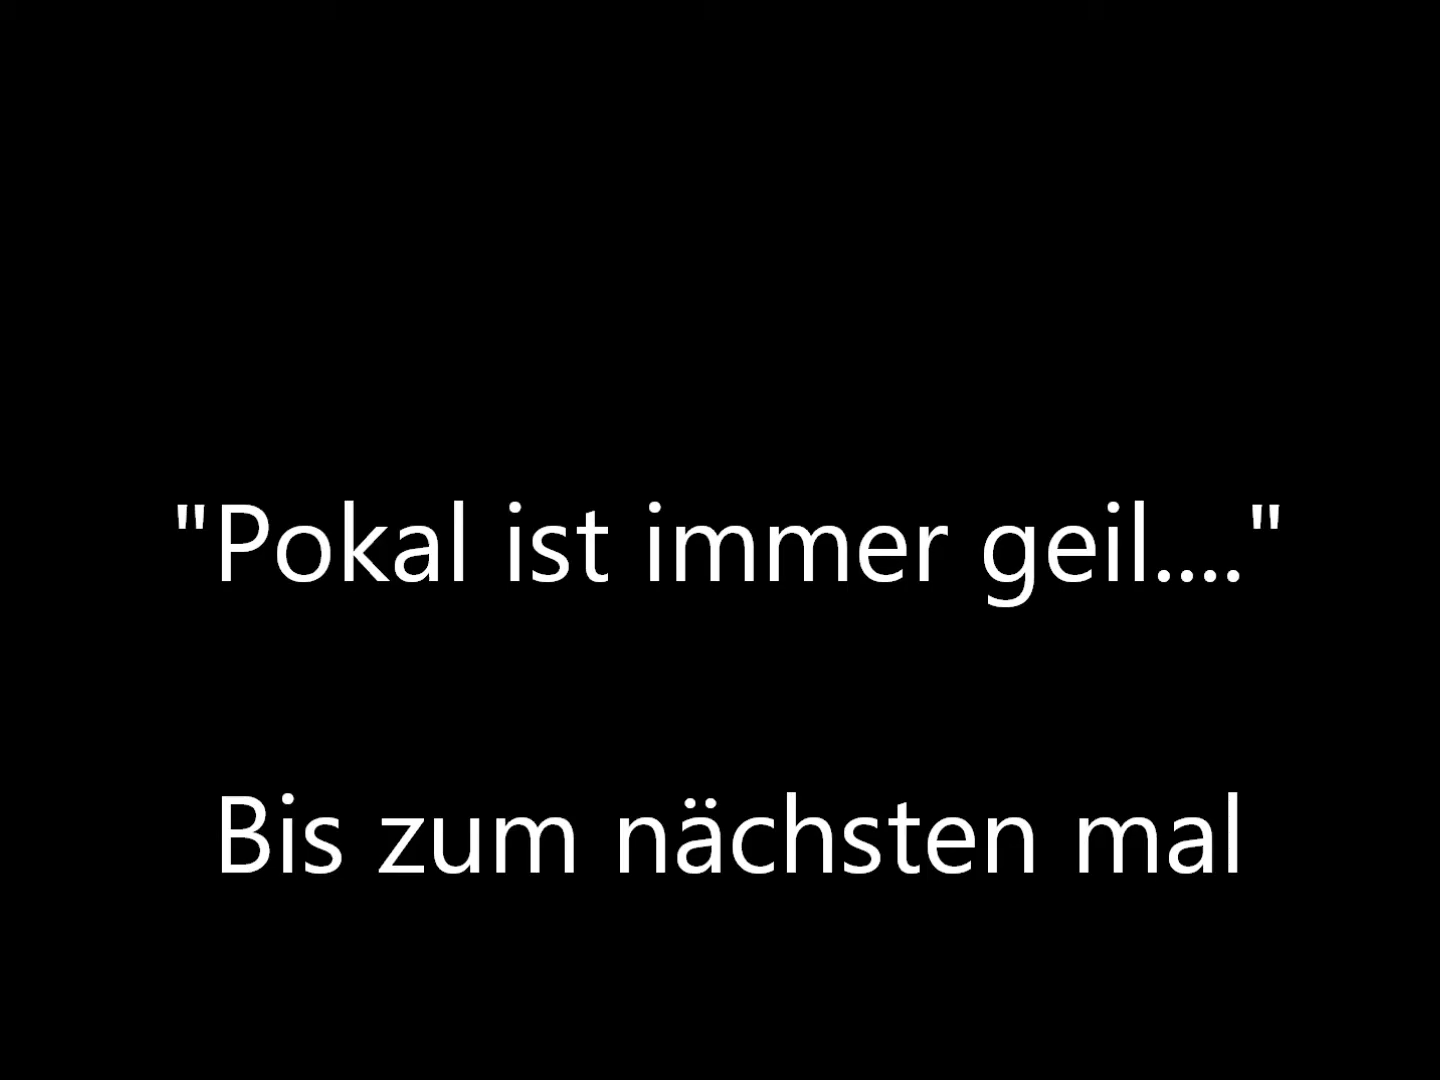 "Pokal ist immer geil...."
Bis zum nächsten mal